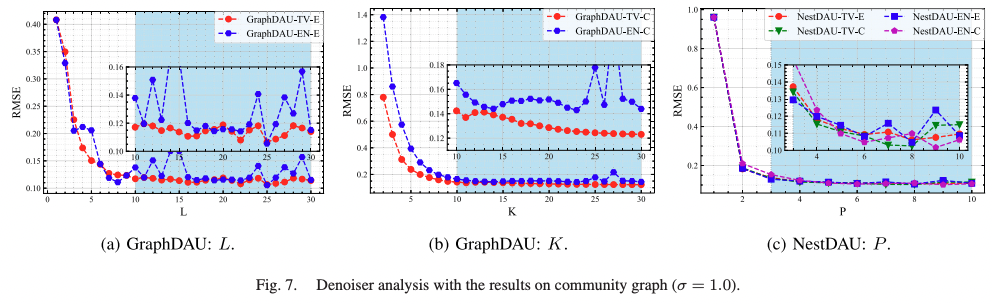 GraphDAU-TV-E
GraphDAU-EN-E
RMSE
0.40
0.35
0.30
0.25
0.20
0.15
0.10
0.16
0.14
0.12
0.10
10 15 20 25 30
0 5 10 15 20 25 30
L
(a) GraphDAU: L.
GraphDAU-TV-C
GraphDAU-EN-C
RMSE
1.4
1.2
1.0
0.8
0.6
0.4
0.2
0.18
0.16
0.14
0.12
10 15 20 25 30
5 10 15 20 25 30
K
(b) GraphDAU: K.
NestDAU-TV-E NestDAU-EN-E
NestDAU-TV-C NestDAU-EN-C
RMSE
1.0
0.8
0.6
0.4
0.2
0.15
0.14
0.13
0.12
0.11
0.10
4 6 8 10
2 4 6 8 10
P
(c) NestDAU: P.
Fig. 7. Denoiser analysis with the results on community graph (σ = 1.0).